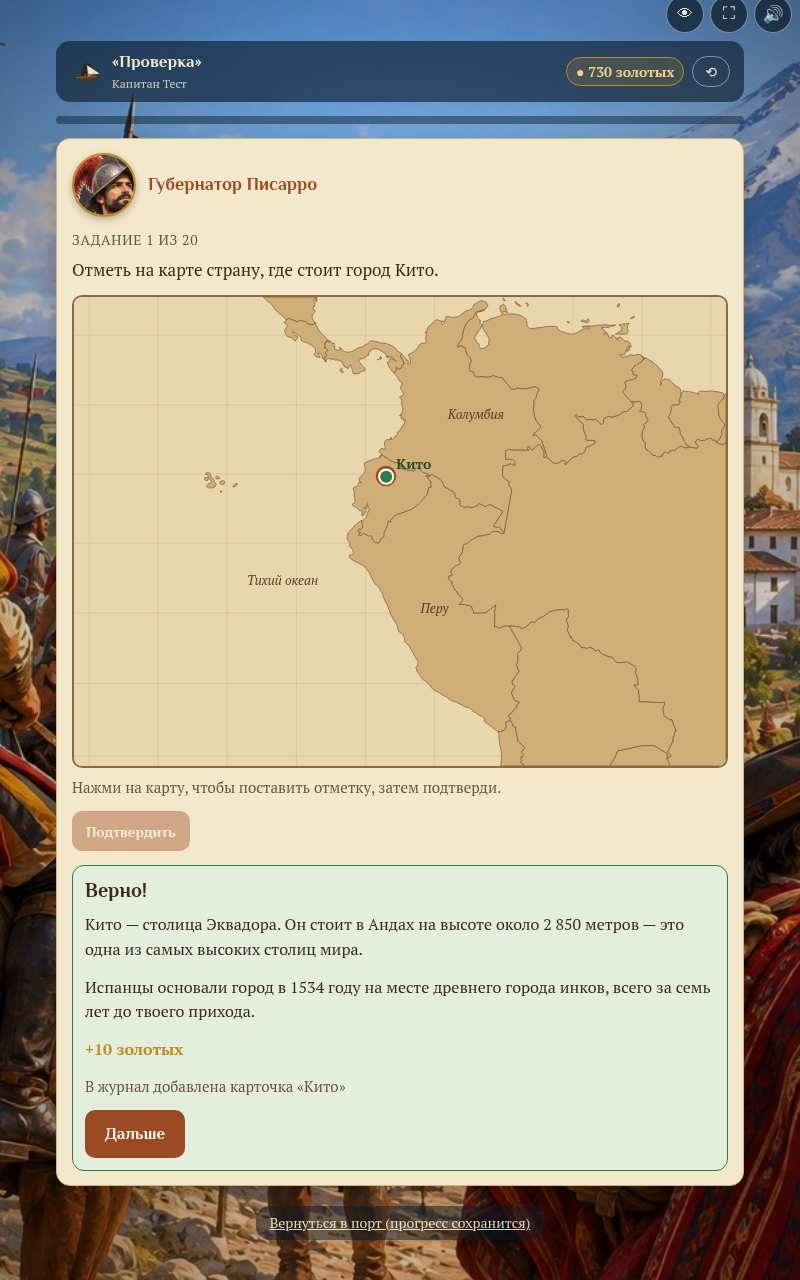 «Проверка»
Капитан Тест
● 730 золотых
Губернатор Писарро
ЗАДАНИЕ 1 ИЗ 20
Отметь на карте страну, где стоит город Кито.
Колумбия
Кито
Тихий океан
Перу
Нажми на карту, чтобы поставить отметку, затем подтверди.
Подтвердить
Верно!
Кито — столица Эквадора. Он стоит в Андах на высоте около 2 850 метров — это
одна из самых высоких столиц мира.
Испанцы основали город в 1534 году на месте древнего города инков, всего за семь
лет до твоего прихода.
+10 золотых
В журнал добавлена карточка «Кито»
Дальше
Вернуться в порт (прогресс сохранится)